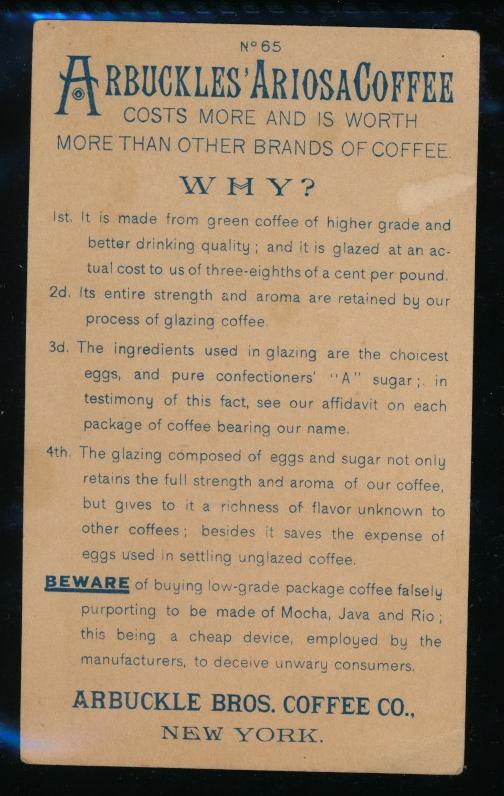 Nº 65
ARBUCKLES' ARIOSA COFFEE
COSTS MORE AND IS WORTH
MORE THAN OTHER BRANDS OF COFFEE.
WHY?
1st. It is made from green coffee of higher grade and
better drinking quality; and it is glazed at an ac-
tual cost to us of three-eighths of a cent per pound.
2d. Its entire strength and aroma are retained by our
process of glazing coffee.
3d. The ingredients used in glazing are the choicest
eggs, and pure confectioners' "A" sugar; in
testimony of this fact, see our affidavit on each
package of coffee bearing our name.
4th. The glazing composed of eggs and sugar not only
retains the full strength and aroma of our coffee,
but gives to it a richness of flavor unknown to
other coffees; besides it saves the expense of
eggs used in settling unglazed coffee.
BEWARE of buying low-grade package coffee falsely
purporting to be made of Mocha, Java and Rio;
this being a cheap device, employed by the
manufacturers, to deceive unwary consumers.
ARBUCKLE BROS. COFFEE CO.,
NEW YORK.